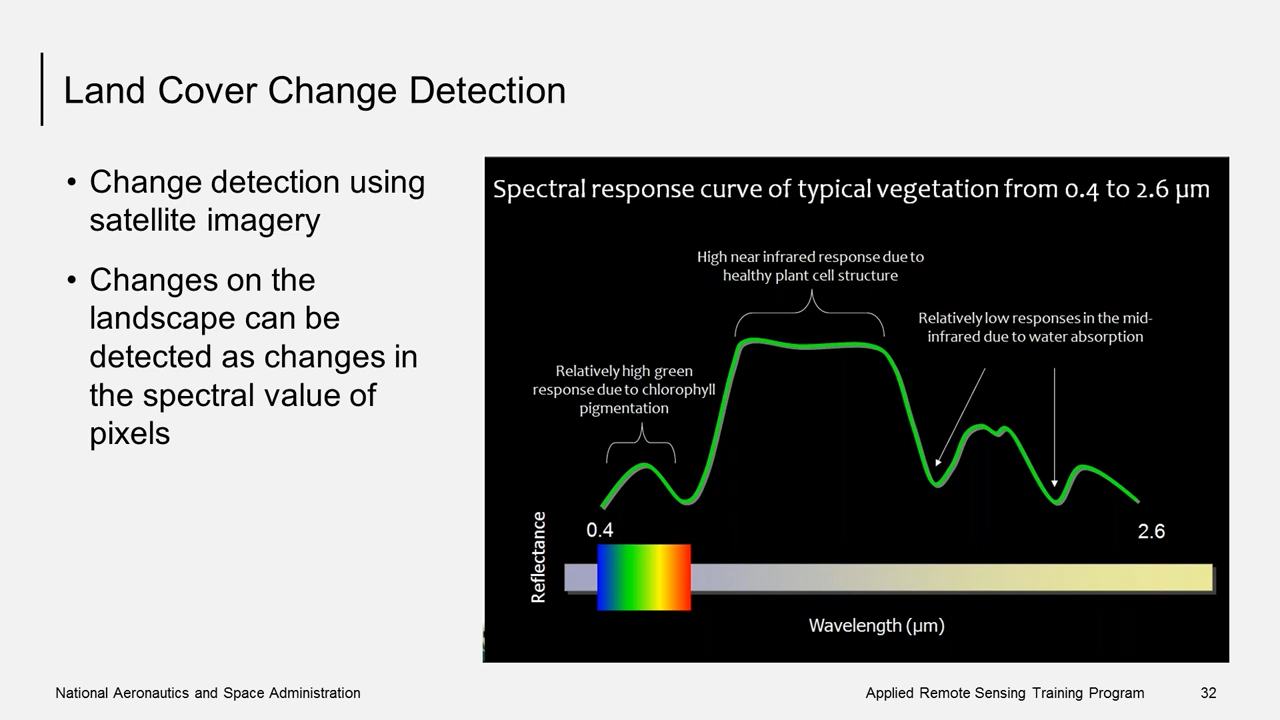 Land Cover Change Detection
• Change detection using
satellite imagery
• Changes on the
landscape can be
detected as changes in
the spectral value of
pixels
Spectral response curve of typical vegetation from 0.4 to 2.6 µm
High near infrared response due to
healthy plant cell structure
Relatively low responses in the mid-
infrared due to water absorption
Relatively high green
response due to chlorophyll
pigmentation
0.4
2.6
Reflectance
Wavelength (µm)
National Aeronautics and Space Administration
Applied Remote Sensing Training Program
32